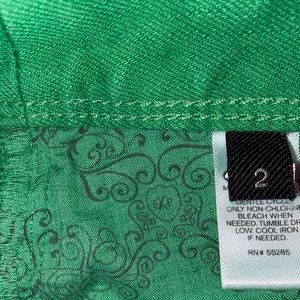 2
GENTLE CYCLE
ONLY NON-CHLORINE
BLEACH WHEN
NEEDED, TUMBLE DRY
LOW, COOL IRON
IF NEEDED.
RN# 55285